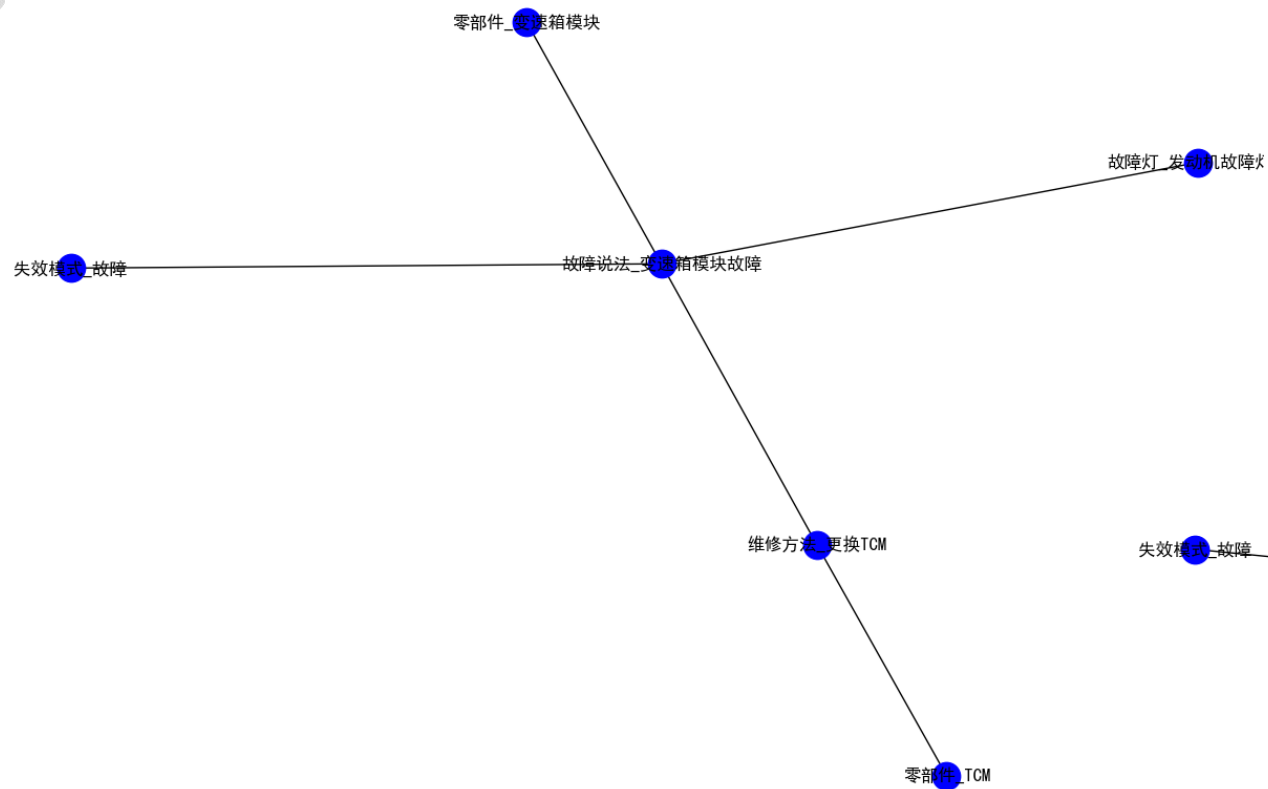 零部件_变速箱模块
故障灯_发动机故障灯
失效模式_故障
故障说法_变速箱模块故障
维修方法_更换TCM
失效模式_故障
零部件_TCM